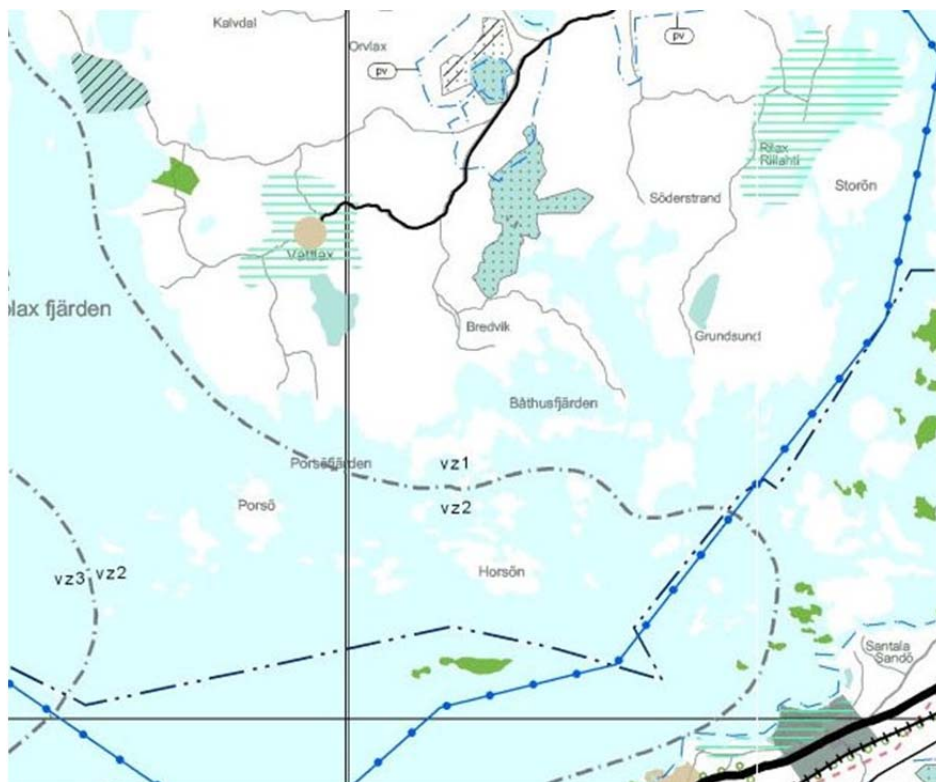 Kalvdal
Orvlax
pv
pv
Rilax
Riilahti
Storön
Söderstrand
Vättlax
lax fjärden
Bredvik
Grundsund
Båthusfjärden
vz1
Porsöfjärden
vz2
Porsö
Horsön
vz3
vz2
Santala
Sandö